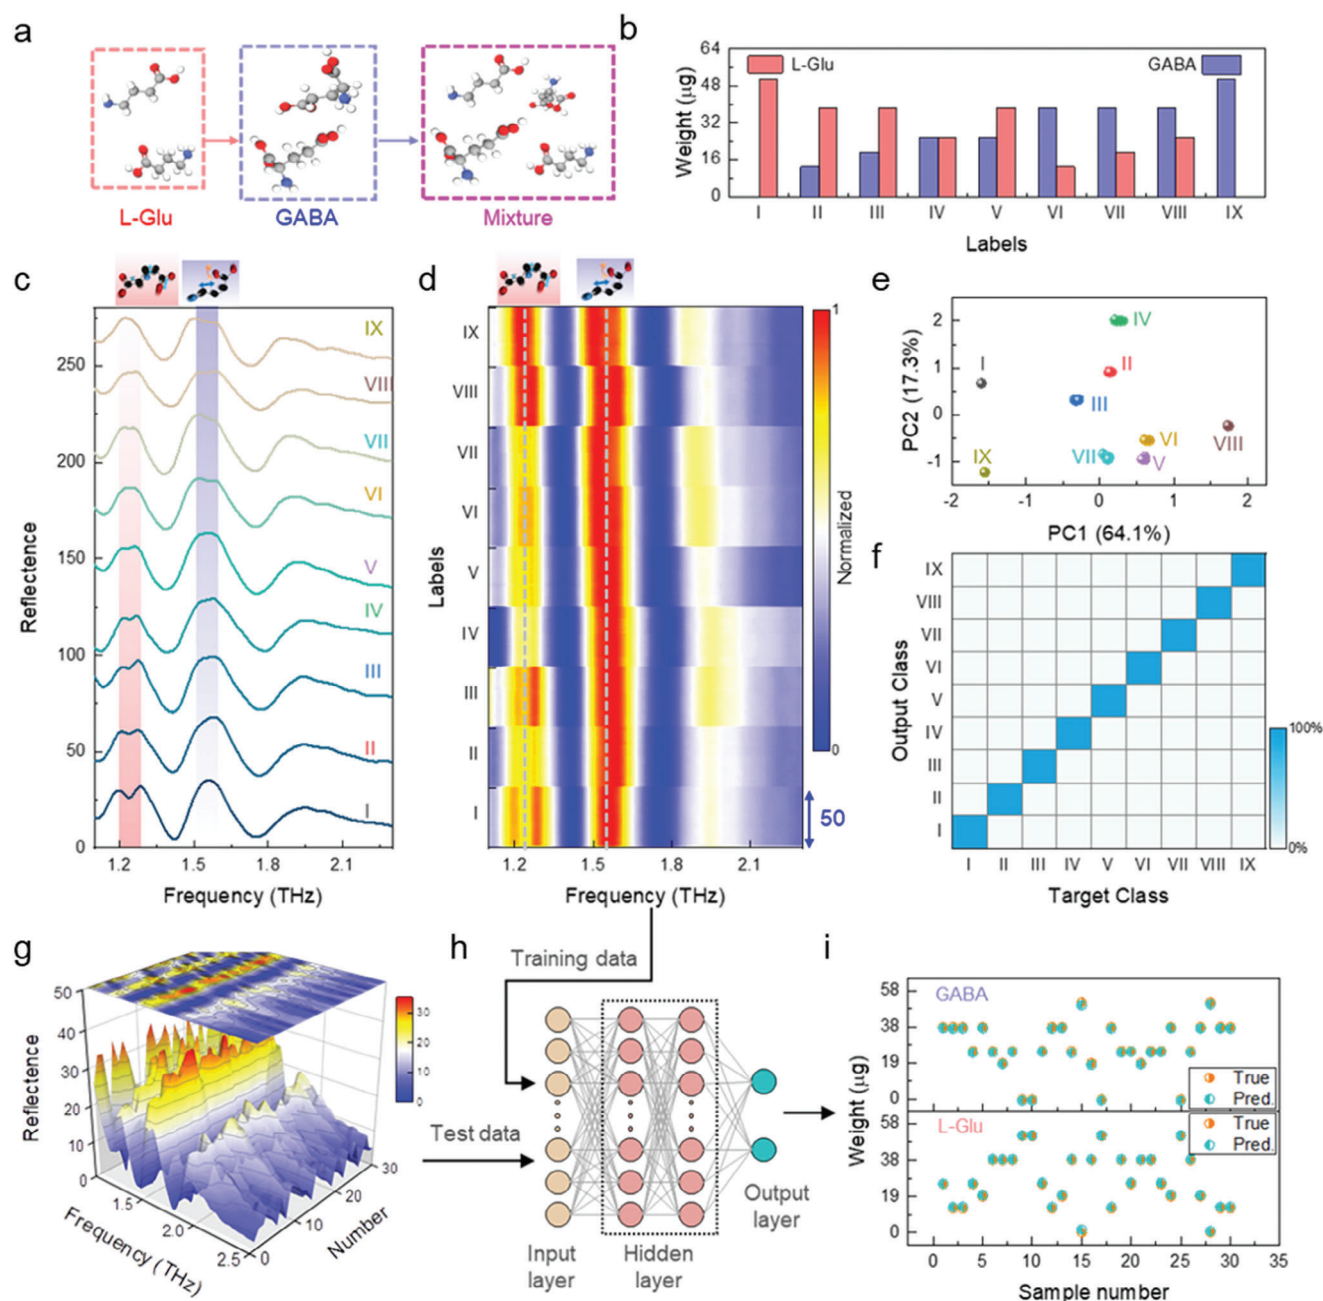 a
L-Glu
GABA
Mixture
b
64
48
32
16
0
Weight (μg)
L-Glu
GABA
I II III IV V VI VII VIII IX
Labels
c
IX
VIII
VII
VI
V
IV
III
II
I
250
200
150
100
50
0
Reflectence
1.2 1.5 1.8 2.1
Frequency (THz)
d
IX
VIII
VII
VI
V
IV
III
II
I
Labels
1.2 1.5 1.8 2.1
Frequency (THz)
1
Normalized
0
50
e
2
1
0
-1
PC2 (17.3%)
I
II
III
IV
V
VI
VII
VIII
IX
-2 -1 0 1 2
PC1 (64.1%)
f
IX
VIII
VII
VI
V
IV
III
II
I
Output Class
I II III IV V VI VII VIII IX
Target Class
100%
0%
g
50
40
30
20
10
0
Reflectence
1.5
2.0
2.5
Frequency (THz)
0
10
20
30
Number
30
20
10
0
h
Training data
Test data
Input layer
Hidden layer
Output layer
i
GABA
58
38
19
0
True
Pred.
L-Glu
58
38
19
0
True
Pred.
Weight (μg)
0 5 10 15 20 25 30 35
Sample number